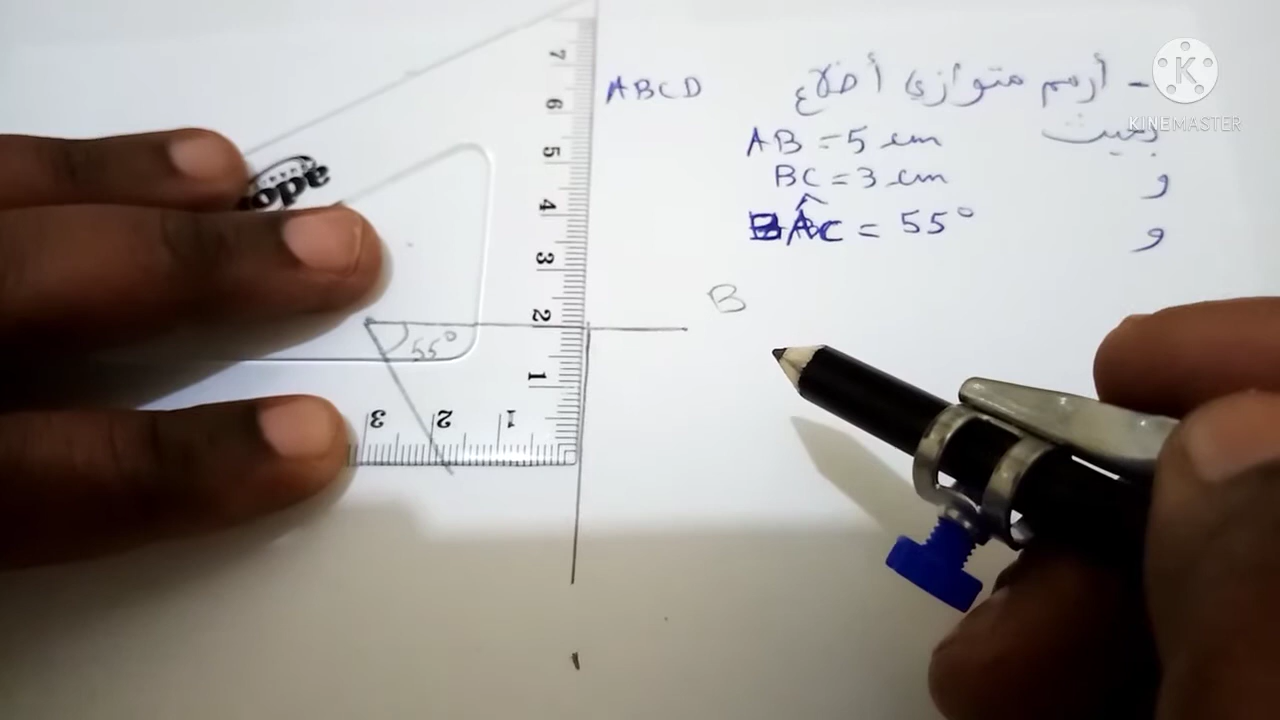 - أرسم متوازي أضلاع ABCD
بحيث AB = 5 cm
و BC = 3 cm
و = 55°
B
55°
7
6
5
4
3
2
1
3 2 1
KINEMASTER